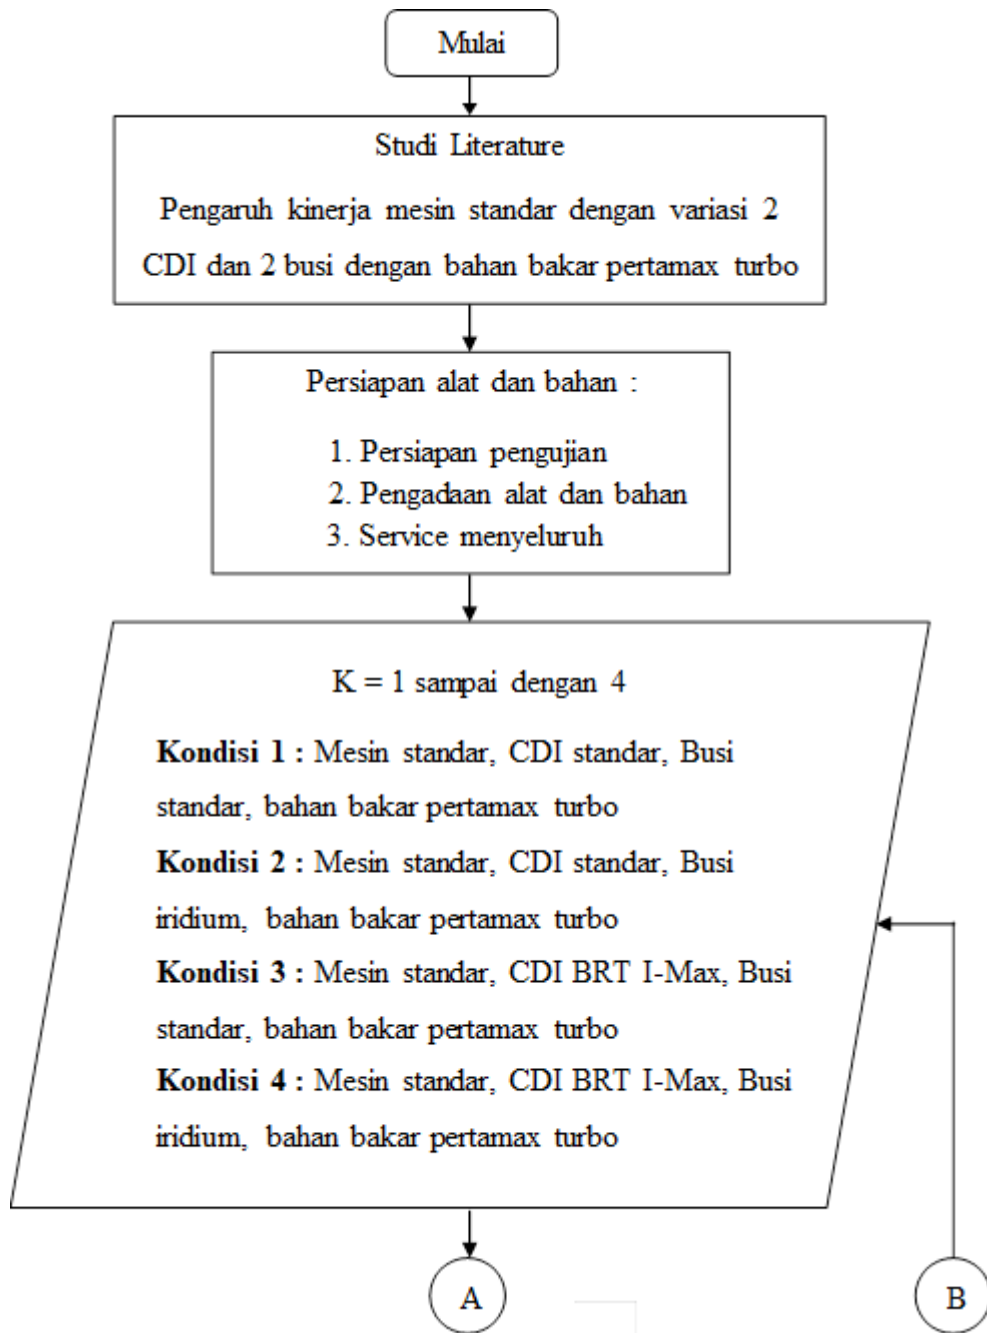 Mulai
Studi Literature
Pengaruh kinerja mesin standar dengan variasi 2
CDI dan 2 busi dengan bahan bakar pertamax turbo
Persiapan alat dan bahan :
1. Persiapan pengujian
2. Pengadaan alat dan bahan
3. Service menyeluruh
K = 1 sampai dengan 4
Kondisi 1 : Mesin standar, CDI standar, Busi
standar, bahan bakar pertamax turbo
Kondisi 2 : Mesin standar, CDI standar, Busi
iridium, bahan bakar pertamax turbo
Kondisi 3 : Mesin standar, CDI BRT I-Max, Busi
standar, bahan bakar pertamax turbo
Kondisi 4 : Mesin standar, CDI BRT I-Max, Busi
iridium, bahan bakar pertamax turbo
A
B